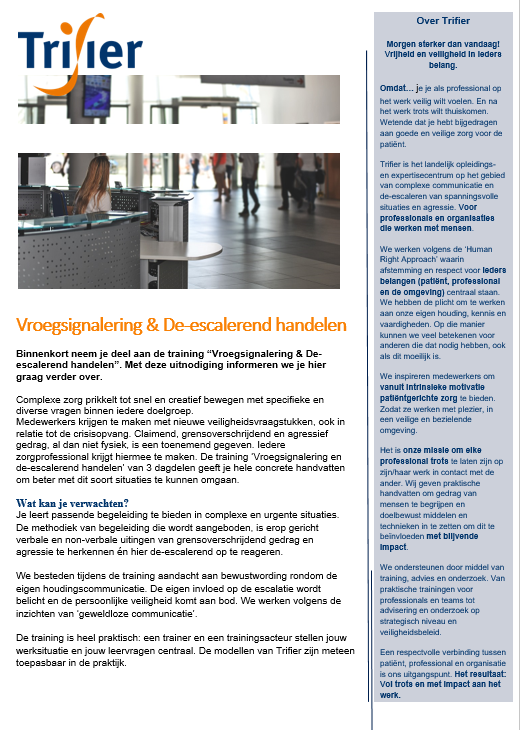 Trifier
Vroegsignalering & De-escalerend handelen
Binnenkort neem je deel aan de training “Vroegsignalering & De-
escalerend handelen”. Met deze uitnodiging informeren we je hier
graag verder over.
Complexe zorg prikkelt tot snel en creatief bewegen met specifieke en
diverse vragen binnen iedere doelgroep.
Medewerkers krijgen te maken met nieuwe veiligheidsvraagstukken, ook in
relatie tot de crisisopvang. Claimend, grensoverschrijdend en agressief
gedrag, al dan niet fysiek, is een toenemend gegeven. Iedere
zorgprofessional krijgt hiermee te maken. De training ‘Vroegsignalering en
de-escalerend handelen’ van 3 dagdelen geeft je hele concrete handvatten
om beter met dit soort situaties te kunnen omgaan.
Wat kan je verwachten?
Je leert passende begeleiding te bieden in complexe en urgente situaties.
De methodiek van begeleiding die wordt aangeboden, is erop gericht
verbale en non-verbale uitingen van grensoverschrijdend gedrag en
agressie te herkennen én hier de-escalerend op te reageren.
We besteden tijdens de training aandacht aan bewustwording rondom de
eigen houdingscommunicatie. De eigen invloed op de escalatie wordt
belicht en de persoonlijke veiligheid komt aan bod. We werken volgens de
inzichten van ‘geweldloze communicatie’.
De training is heel praktisch: een trainer en een trainingsacteur stellen jouw
werksituatie en jouw leervragen centraal. De modellen van Trifier zijn meteen
toepasbaar in de praktijk.
Over Trifier
Morgen sterker dan vandaag!
Vrijheid en veiligheid in ieders
belang.
Omdat… je je als professional op
het werk veilig wilt voelen. En na
het werk trots wilt thuiskomen.
Wetende dat je hebt bijgedragen
aan goede en veilige zorg voor de
patiënt.
Trifier is het landelijk opleidings-
en expertisecentrum op het gebied
van complexe communicatie en
de-escaleren van spanningsvolle
situaties en agressie. Voor
professionals en organisaties
die werken met mensen.
We werken volgens de ‘Human
Right Approach’ waarin
afstemming en respect voor ieders
belangen (patiënt, professional
en de omgeving) centraal staan.
We hebben de plicht om te werken
aan onze eigen houding, kennis en
vaardigheden. Op die manier
kunnen we veel betekenen voor
anderen die dat nodig hebben, ook
als dit moeilijk is.
We inspireren medewerkers om
vanuit intrinsieke motivatie
patiëntgerichte zorg te bieden.
Zodat ze werken met plezier, in
een veilige en bezielende
omgeving.
Het is onze missie om elke
professional trots te laten zijn op
zijn/haar werk in contact met de
ander. Wij geven praktische
handvatten om gedrag van
mensen te begrijpen en
doelbewust middelen en
technieken in te zetten om dit te
beïnvloeden met blijvende
impact.
We ondersteunen door middel van
training, advies en onderzoek. Van
praktische trainingen voor
professionals en teams tot
advisering en onderzoek op
strategisch niveau en
veiligheidsbeleid.
Een respectvolle verbinding tussen
patiënt, professional en organisatie
is ons uitgangspunt. Het resultaat:
Vol trots en met impact aan het
werk.